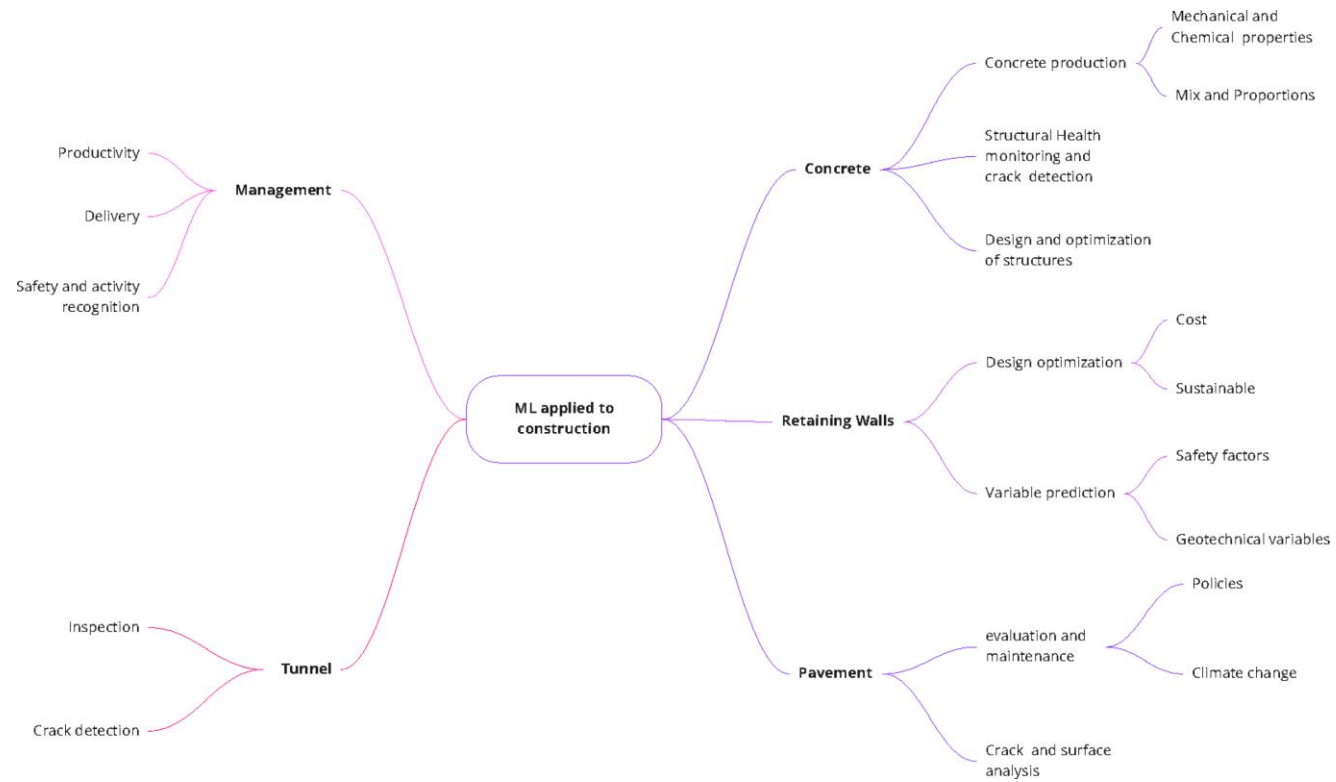 ML applied to
construction
Management
Productivity
Delivery
Safety and activity
recognition
Tunnel
Inspection
Crack detection
Concrete
Concrete production
Mechanical and
Chemical properties
Mix and Proportions
Structural Health
monitoring and
crack detection
Design and optimization
of structures
Retaining Walls
Design optimization
Cost
Sustainable
Variable prediction
Safety factors
Geotechnical variables
Pavement
evaluation and
maintenance
Policies
Climate change
Crack and surface
analysis